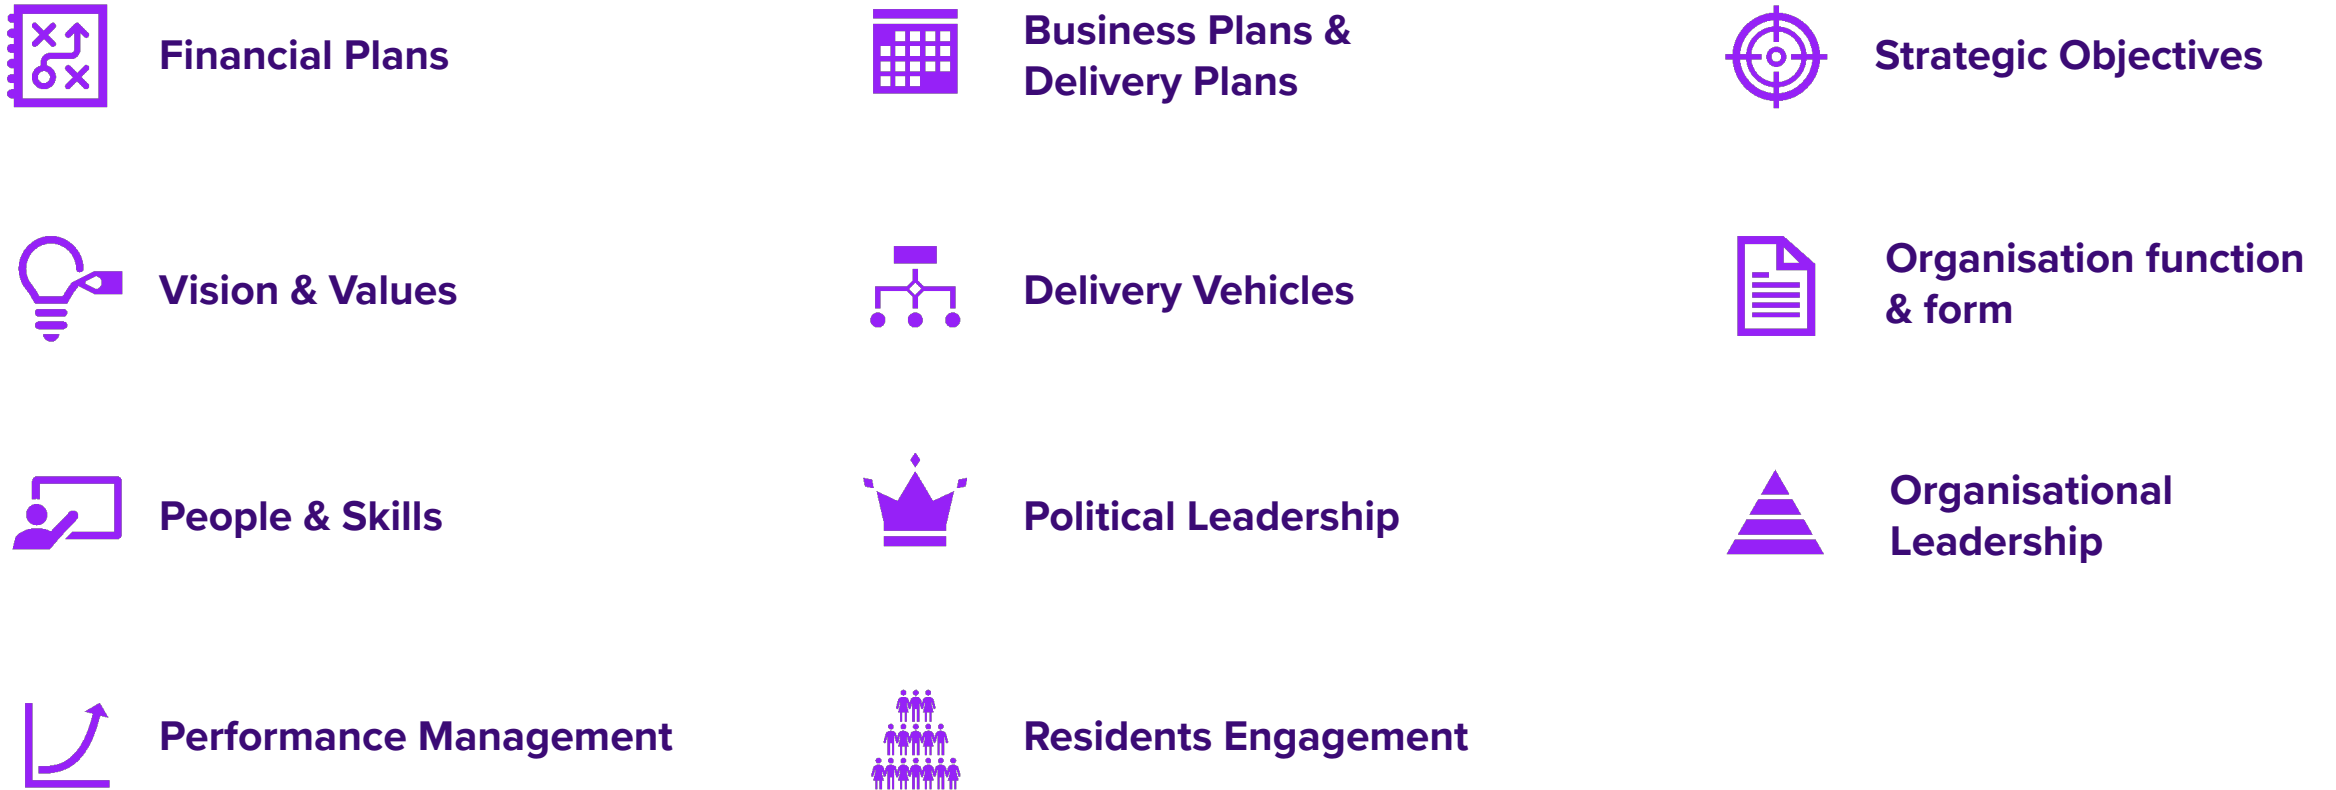 Financial Plans
Business Plans &
Delivery Plans
Strategic Objectives
Vision & Values
Delivery Vehicles
Organisation function
& form
People & Skills
Political Leadership
Organisational
Leadership
Performance Management
Residents Engagement